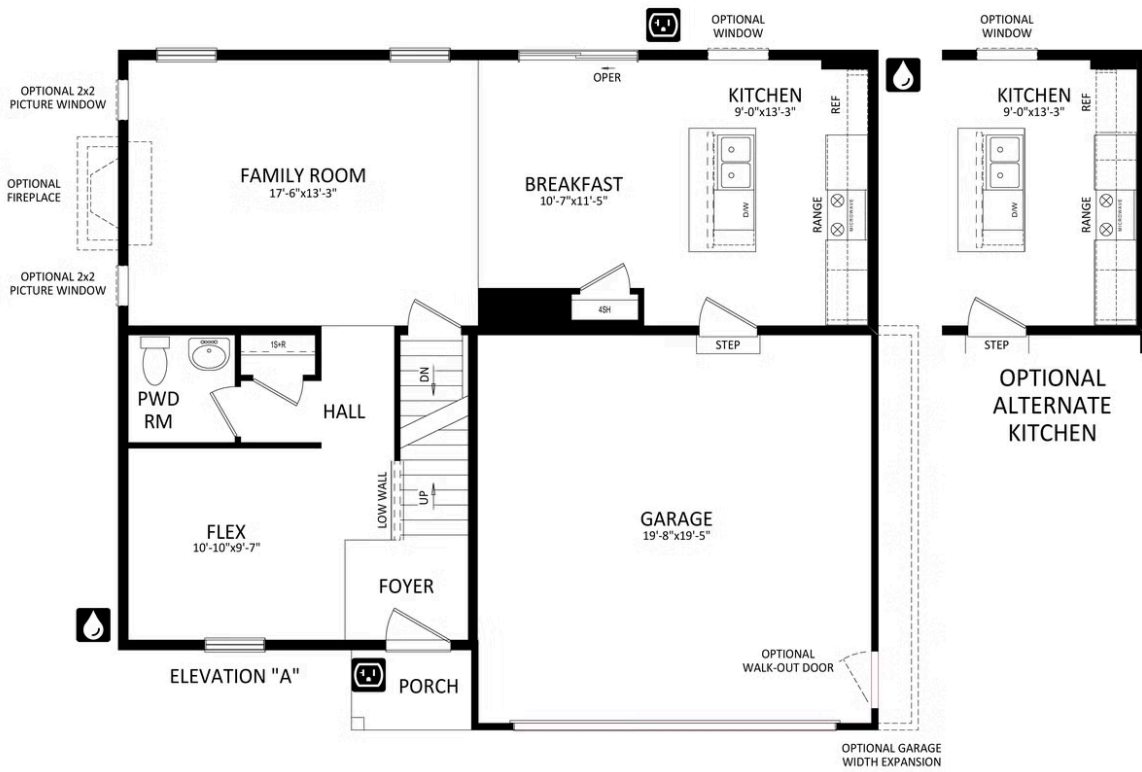 OPTIONAL
WINDOW
OPTIONAL
WINDOW
OPER
OPTIONAL 2x2
PICTURE WINDOW
KITCHEN
9'-0"x13'-3"
REF
KITCHEN
9'-0"x13'-3"
REF
OPTIONAL
FIREPLACE
FAMILY ROOM
17'-6"x13'-3"
BREAKFAST
10'-7"x11'-5"
D/W
RANGE
MICROWAVE
D/W
RANGE
MICROWAVE
OPTIONAL 2x2
PICTURE WINDOW
4SH
STEP
STEP
1S+R
PWD
RM
HALL
DN
OPTIONAL
ALTERNATE
KITCHEN
LOW WALL
UP
FLEX
10'-10"x9'-7"
GARAGE
19'-8"x19'-5"
FOYER
OPTIONAL
WALK-OUT DOOR
ELEVATION "A"
PORCH
OPTIONAL GARAGE
WIDTH EXPANSION